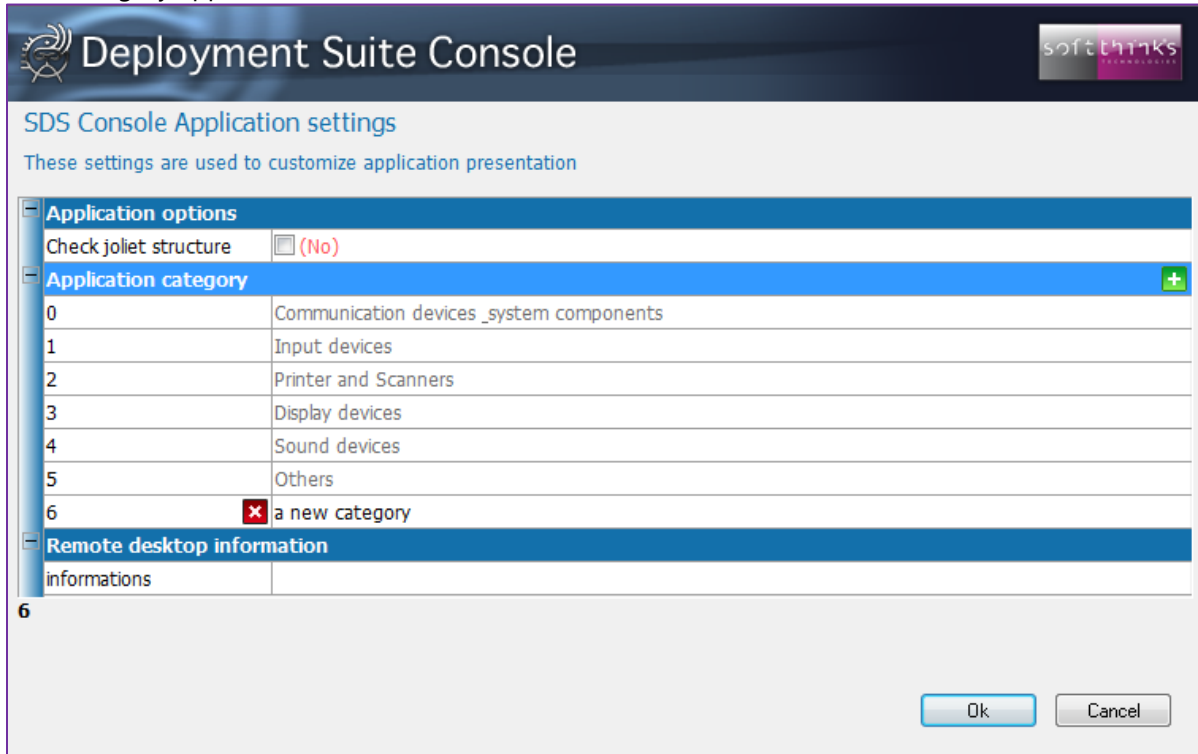 Deployment Suite Console
softthinks
TECHNOLOGIES
SDS Console Application settings
These settings are used to customize application presentation
Application options
Check joliet structure (No)
Application category
0 Communication devices _system components
1 Input devices
2 Printer and Scanners
3 Display devices
4 Sound devices
5 Others
6 a new category
Remote desktop information
informations
6
Ok Cancel